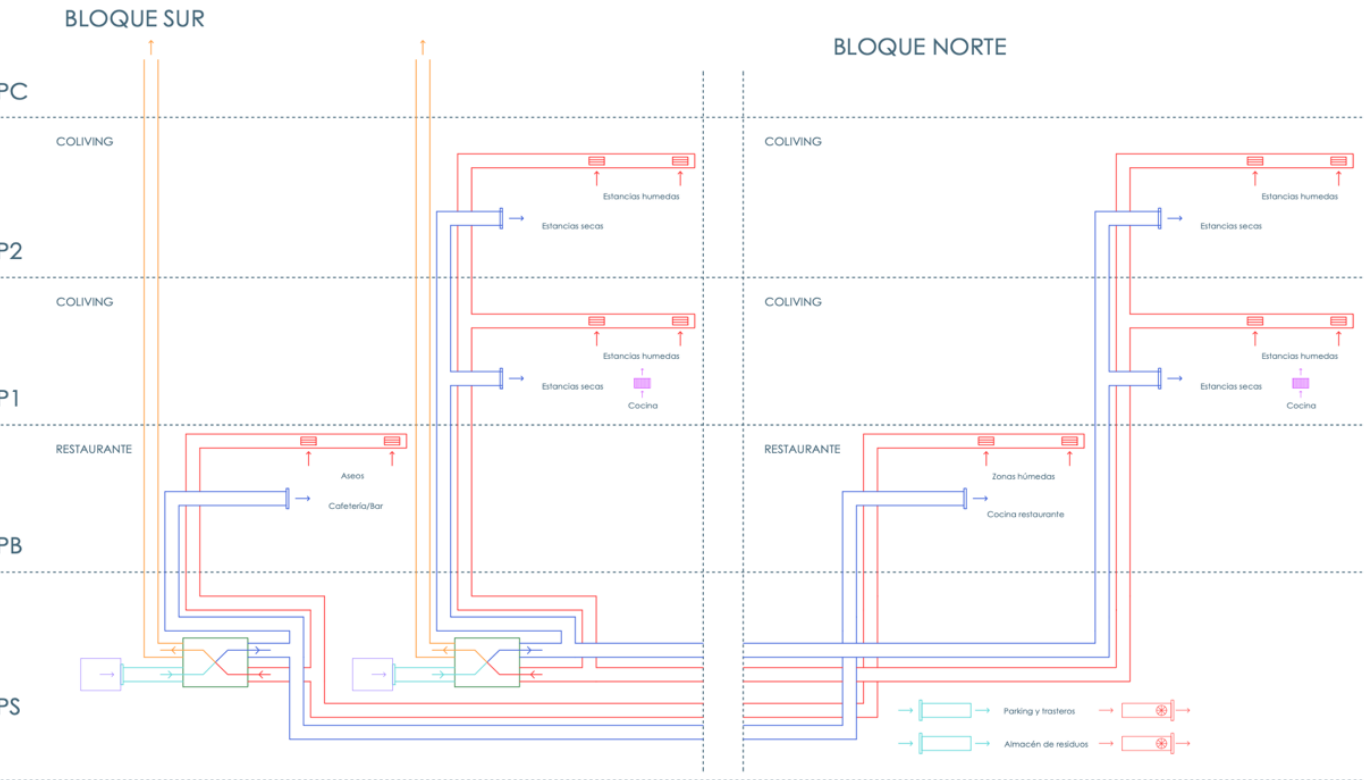 BLOQUE SUR
BLOQUE NORTE
PC
COLIVING
COLIVING
Estancias humedas
Estancias humedas
Estancias secas
Estancias secas
P2
COLIVING
COLIVING
Estancias humedas
Estancias humedas
Estancias secas
Estancias secas
P1
Cocina
Cocina
RESTAURANTE
RESTAURANTE
Aseos
Zonas húmedas
Cafetería/Bar
Cocina restaurante
PB
PS
Parking y trasteros
Almacén de residuos